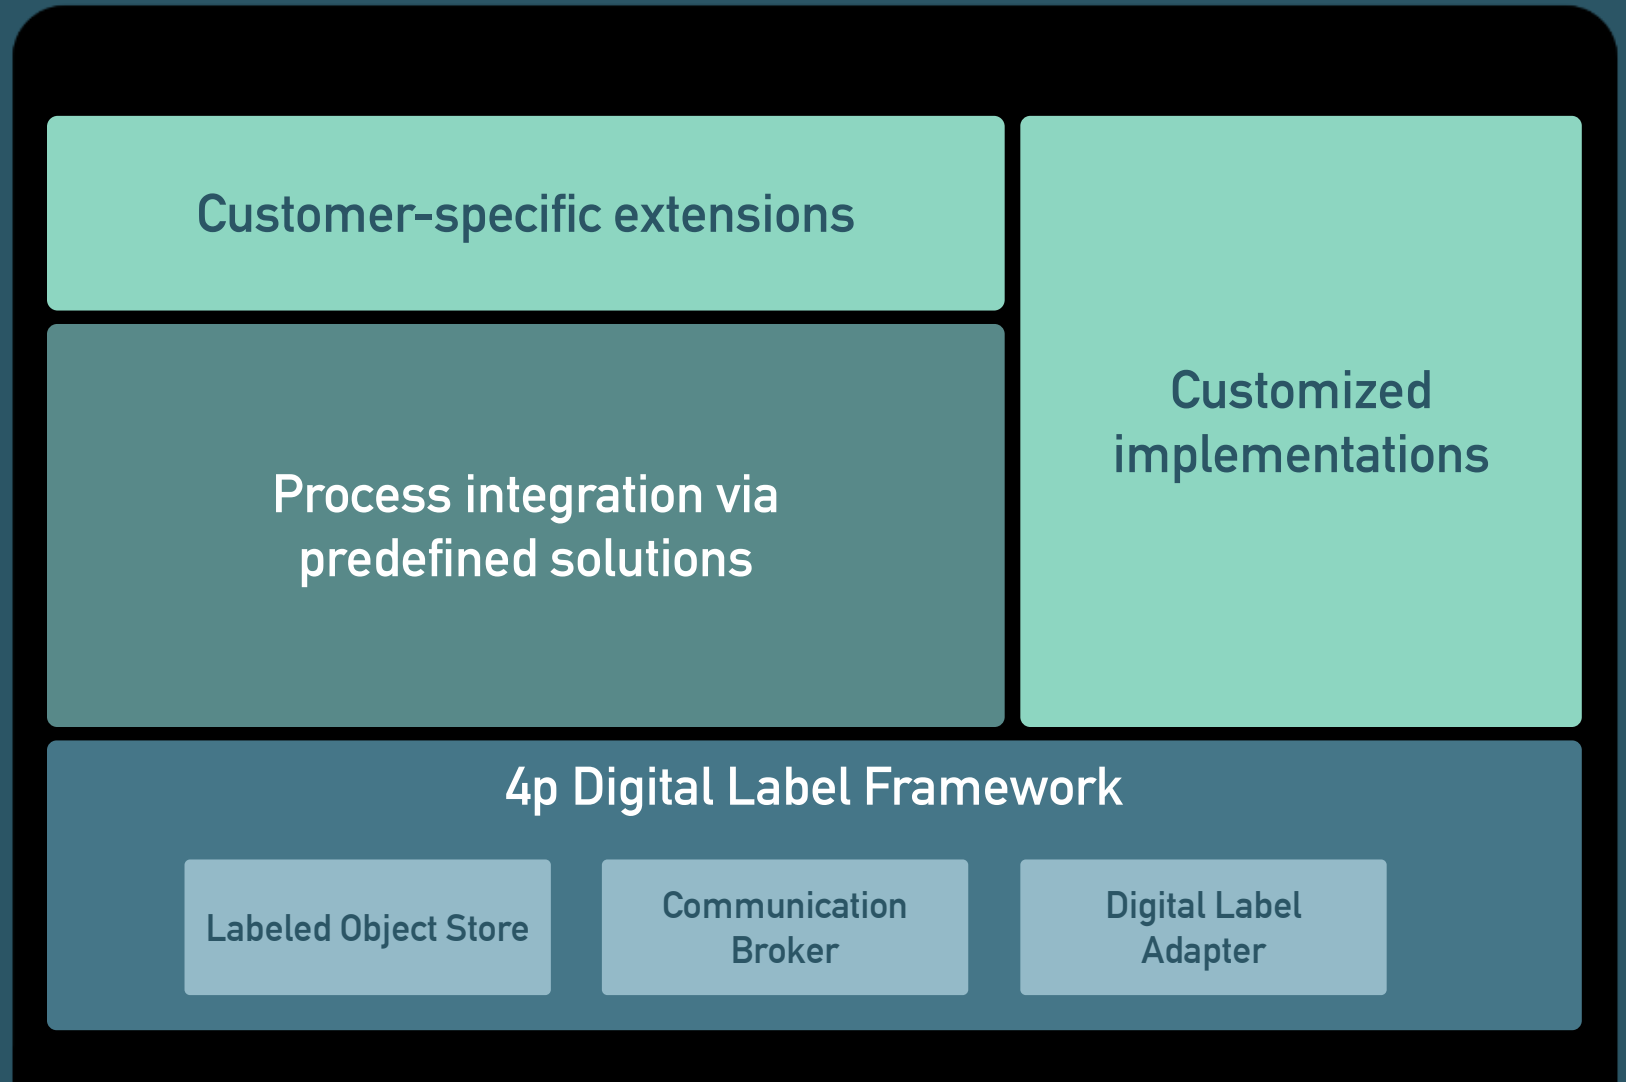 Customer-specific extensions
Process integration via
predefined solutions
Customized
implementations
4p Digital Label Framework
Labeled Object Store
Communication
Broker
Digital Label
Adapter